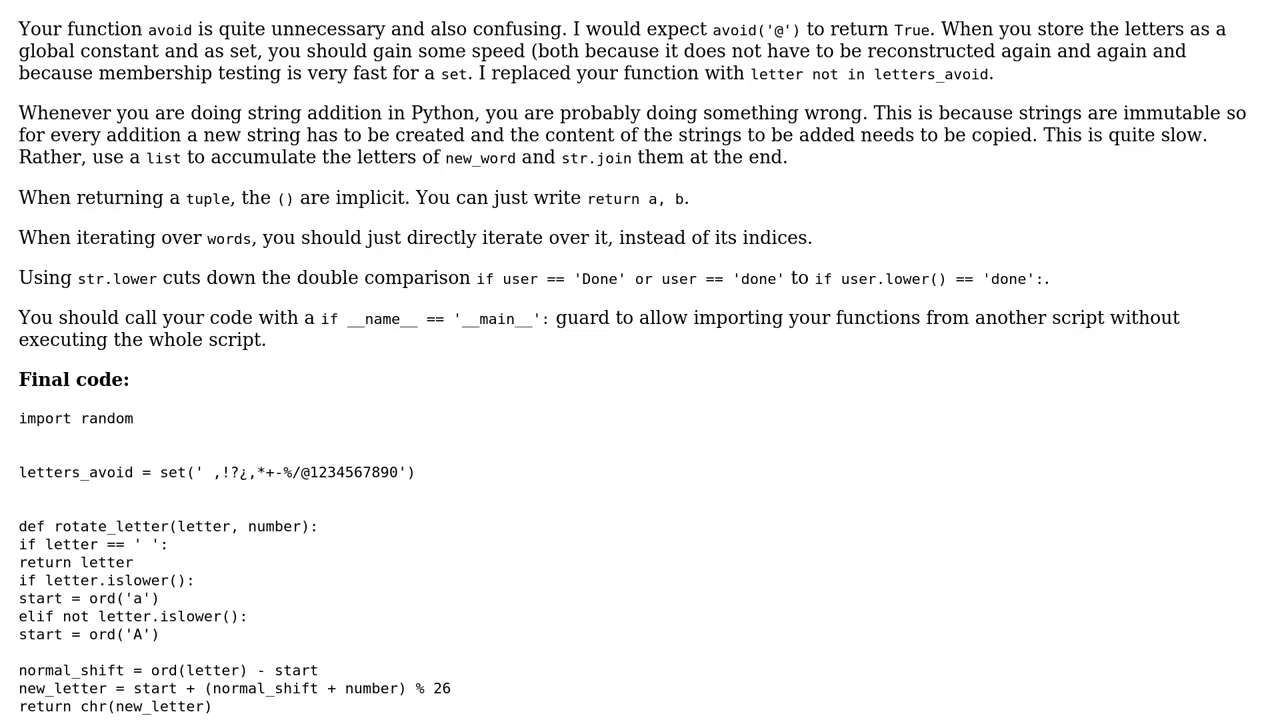 Your function avoid is quite unnecessary and also confusing. I would expect avoid('@') to return True. When you store the letters as a
global constant and as set, you should gain some speed (both because it does not have to be reconstructed again and again and
because membership testing is very fast for a set. I replaced your function with letter not in letters_avoid.
Whenever you are doing string addition in Python, you are probably doing something wrong. This is because strings are immutable so
for every addition a new string has to be created and the content of the strings to be added needs to be copied. This is quite slow.
Rather, use a list to accumulate the letters of new_word and str.join them at the end.
When returning a tuple, the () are implicit. You can just write return a, b.
When iterating over words, you should just directly iterate over it, instead of its indices.
Using str.lower cuts down the double comparison if user == 'Done' or user == 'done' to if user.lower() == 'done':.
You should call your code with a if __name__ == '__main__': guard to allow importing your functions from another script without
executing the whole script.
Final code:
import random
letters_avoid = set(' ,!?¿,*+-%/@1234567890')
def rotate_letter(letter, number):
if letter == ' ':
return letter
if letter.islower():
start = ord('a')
elif not letter.islower():
start = ord('A')
normal_shift = ord(letter) - start
new_letter = start + (normal_shift + number) % 26
return chr(new_letter)